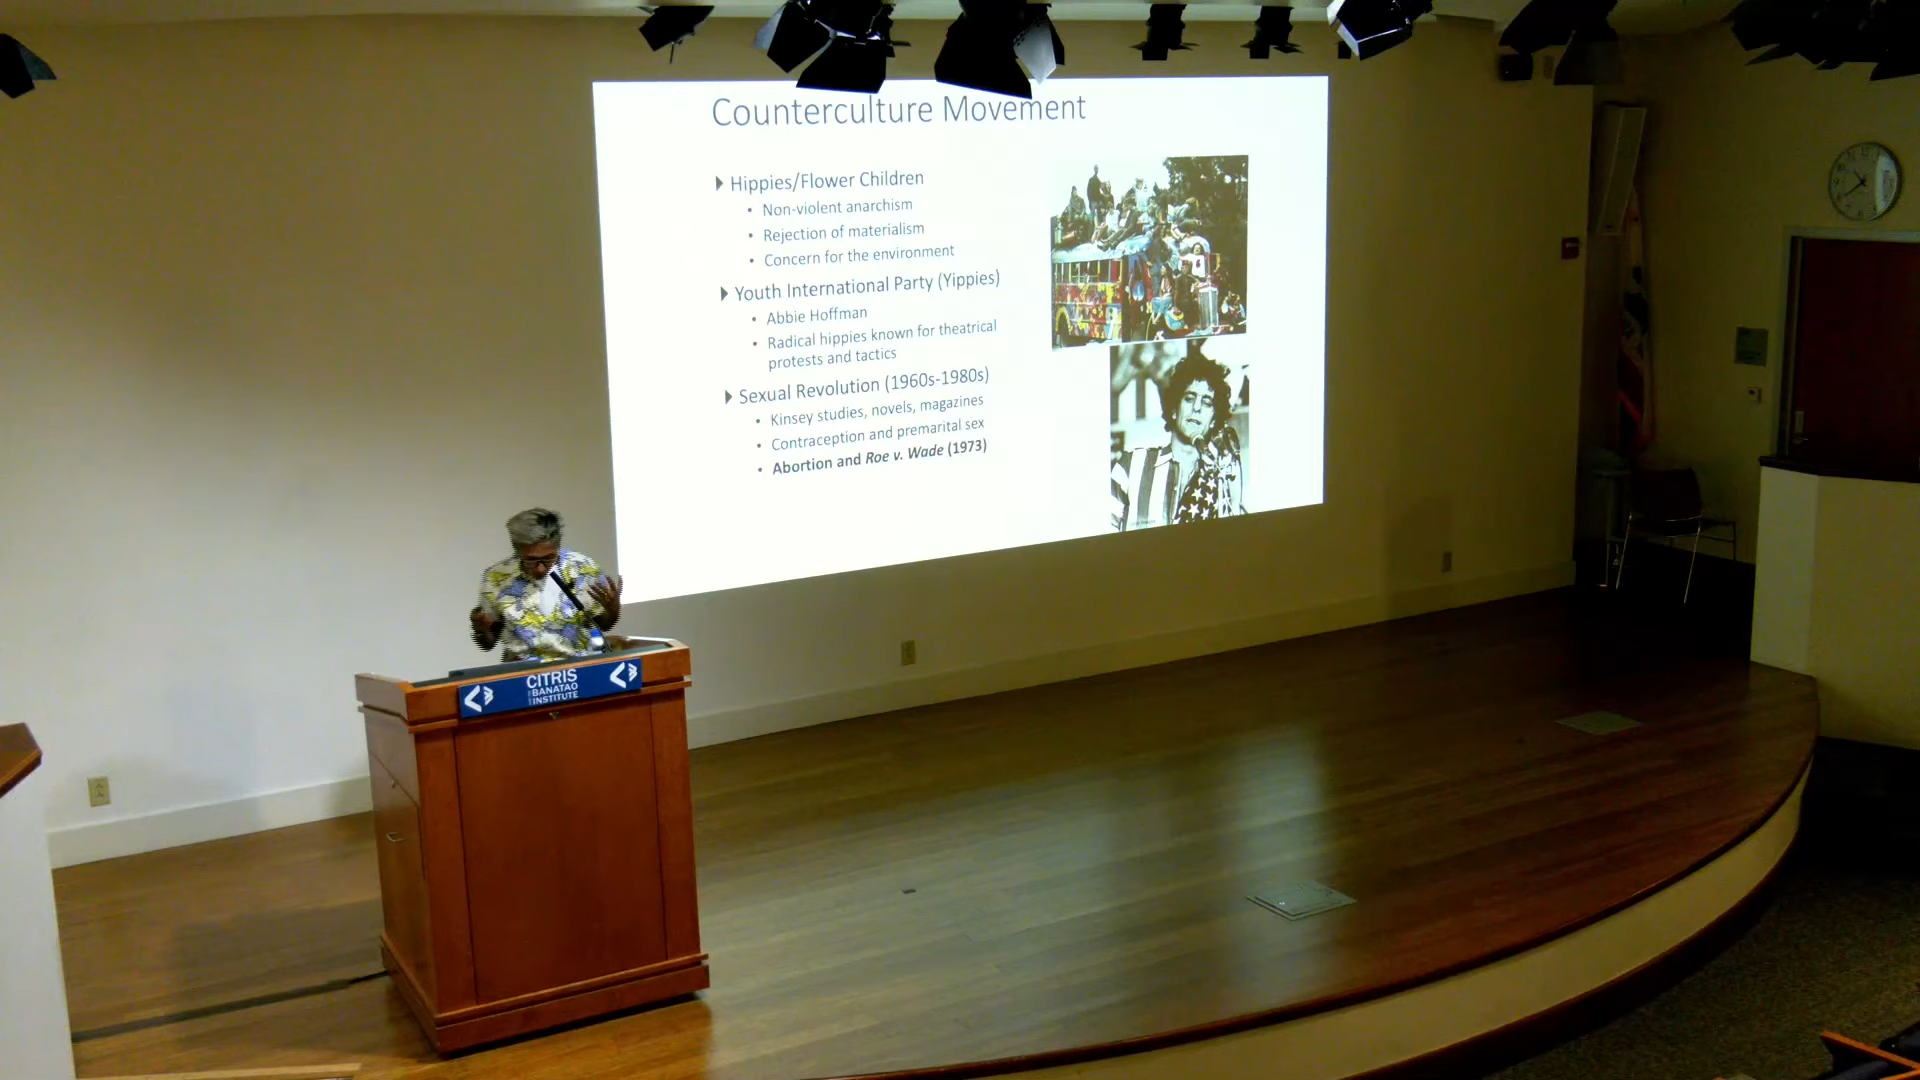 Counterculture Movement
Hippies/Flower Children
• Non-violent anarchism
• Rejection of materialism
• Concern for the environment
Youth International Party (Yippies)
• Abbie Hoffman
• Radical hippies known for theatrical
protests and tactics
Sexual Revolution (1960s-1980s)
• Kinsey studies, novels, magazines
• Contraception and premarital sex
• Abortion and Roe v. Wade (1973)
CITRIS
BANATAO
INSTITUTE